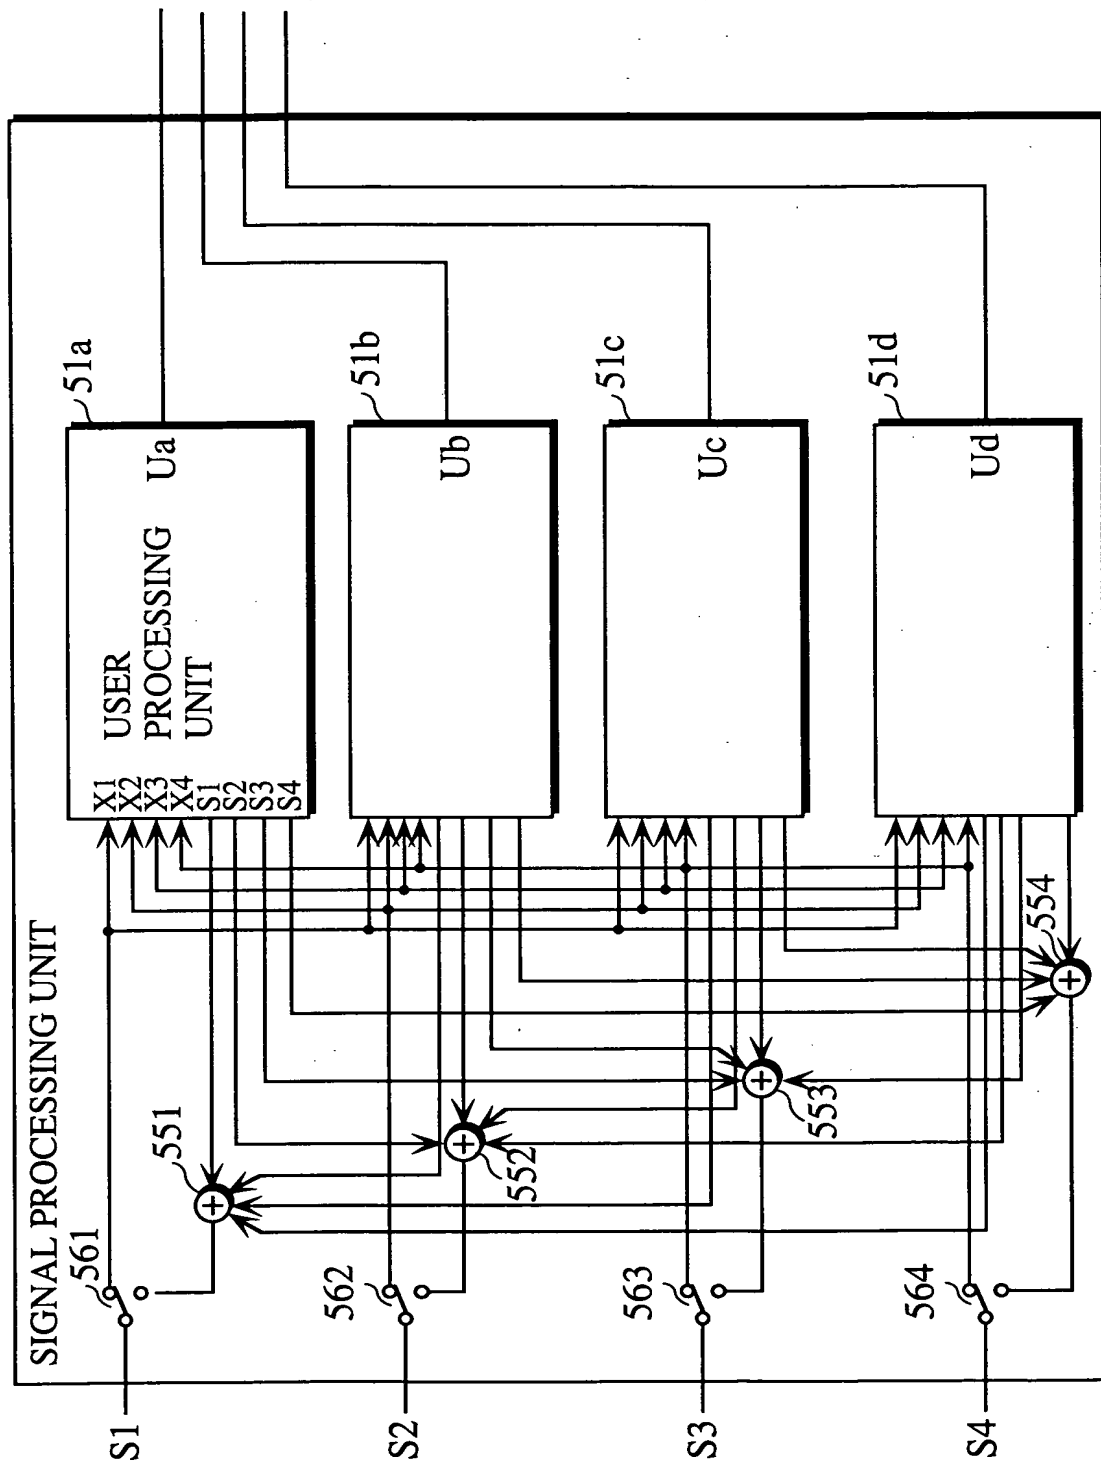 SIGNAL PROCESSING UNIT
S1
561
551
X1
X2
X3
X4
S1
S2
S3
S4
USER
PROCESSING
UNIT
Ua
51a
S2
562
552
Ub
51b
S3
563
553
Uc
51c
S4
564
554
Ud
51d